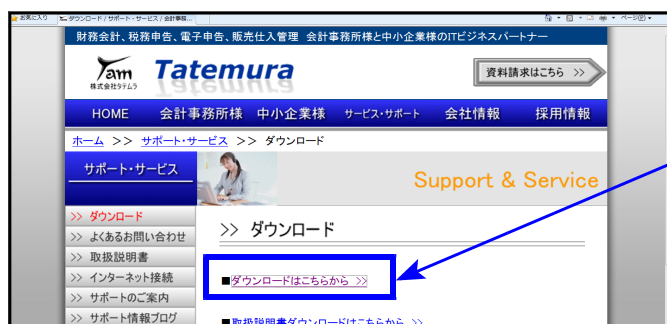 お気に入り ダウンロード / サポート・サービス / 会計事務... ページ(P)
財務会計、税務申告、電子申告、販売仕入管理 会計事務所様と中小企業様のITビジネスパートナー
Tam Tatemura
株式会社タテムラ
資料請求はこちら >>
HOME 会計事務所様 中小企業様 サービス・サポート 会社情報 採用情報
ホーム >> サポート・サービス >> ダウンロード
サポート・サービス
Support & Service
>> ダウンロード
>> よくあるお問い合わせ
>> 取扱説明書
>> インターネット接続
>> サポートのご案内
>> サポート情報ブログ
>> ダウンロード
■ダウンロードはこちらから >>
■取扱説明書ダウンロードはこちらから >>